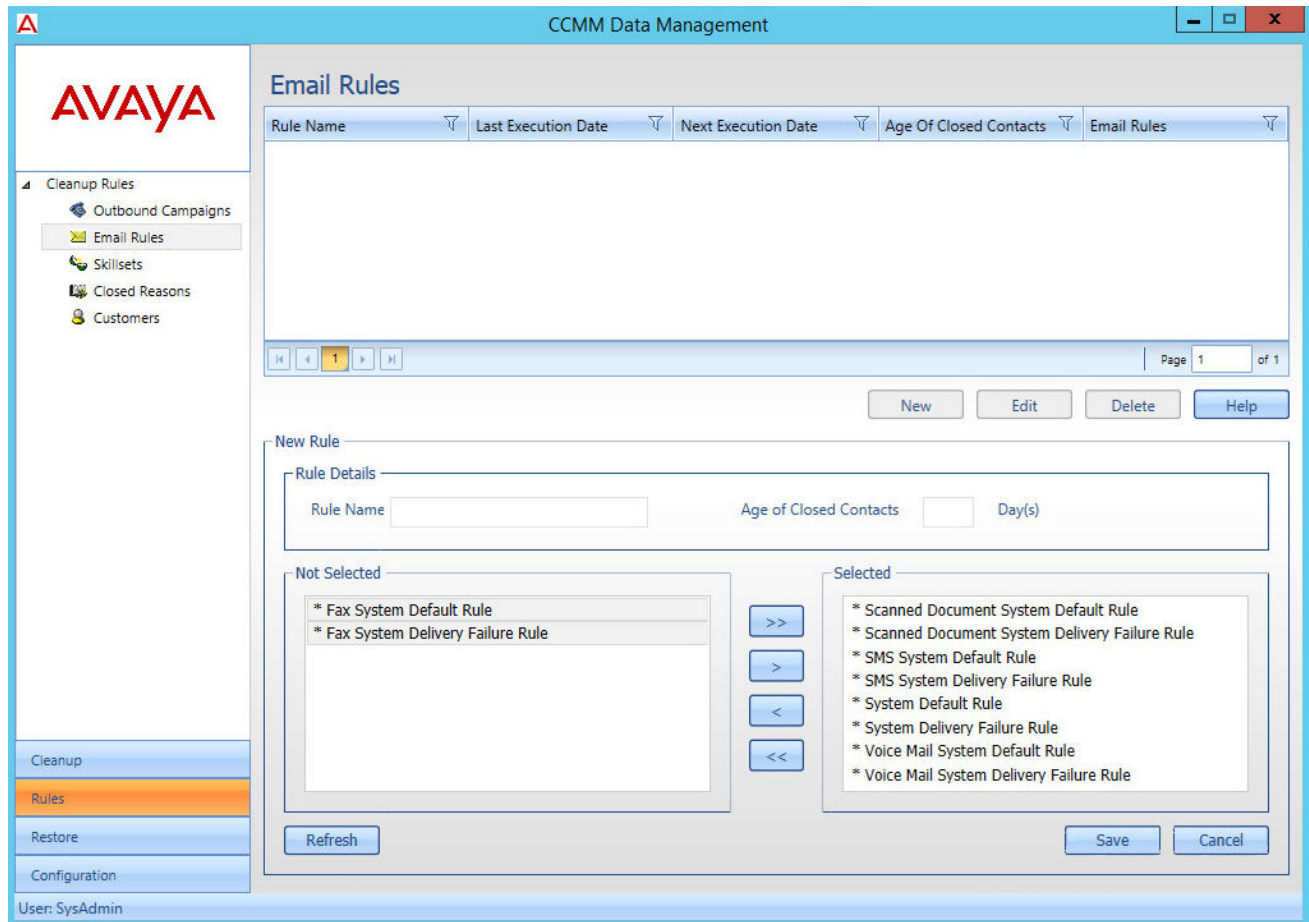 CCMM Data Management
AVAYA
Cleanup Rules
Outbound Campaigns
Email Rules
Skillsets
Closed Reasons
Customers
Cleanup
Rules
Restore
Configuration
User: SysAdmin
Email Rules
Rule Name Last Execution Date Next Execution Date Age Of Closed Contacts Email Rules
1 Page 1 of 1
New Edit Delete Help
New Rule
Rule Details
Rule Name Age of Closed Contacts Day(s)
Not Selected
* Fax System Default Rule
* Fax System Delivery Failure Rule
>>
>
<
<<
Selected
* Scanned Document System Default Rule
* Scanned Document System Delivery Failure Rule
* SMS System Default Rule
* SMS System Delivery Failure Rule
* System Default Rule
* System Delivery Failure Rule
* Voice Mail System Default Rule
* Voice Mail System Delivery Failure Rule
Refresh Save Cancel